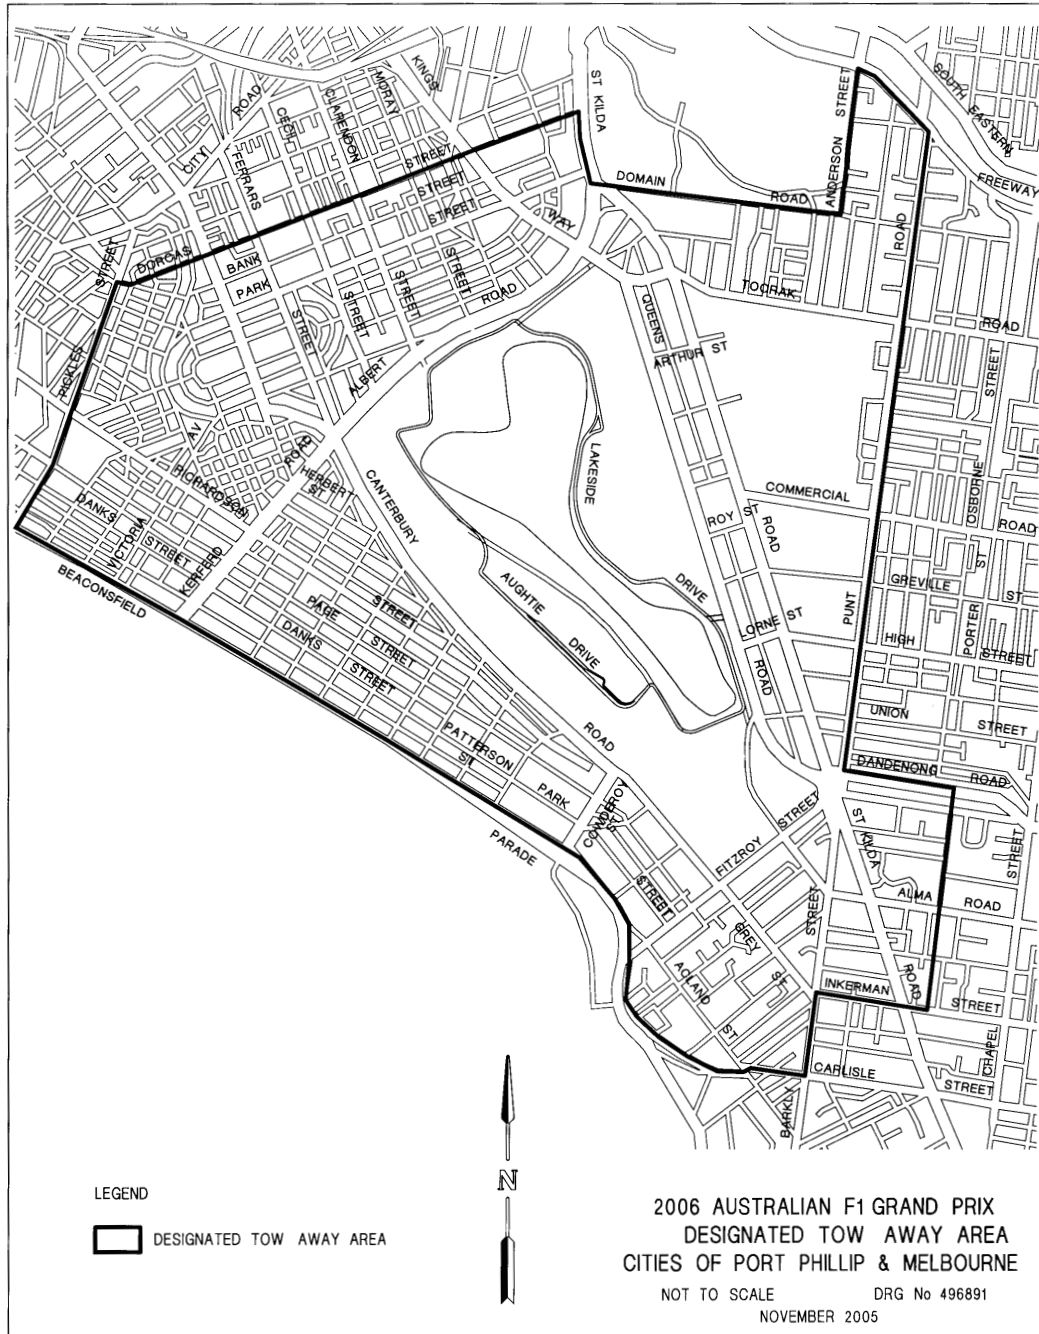 KINGS
MORAY
CLARENDON
CECIL
ROAD
CITY
FERRARS
ST KILDA
ANDERSON STREET
SOUTH EASTERN
FREEWAY
STREET
STREET
STREET
DOMAIN
ROAD
WAY
ROAD
STREET
DORCAS
BANK
PARK
STREET
STREET
STREET
STREET
ROAD
TOORAK
ROAD
QUEENS
ARTHUR ST
STREET
PICKLES
ALBERT
AV
ROAD
RICHARDSON
HERBERT
ST
CANTERBURY
LAKESIDE
COMMERCIAL
ROAD
OSBORNE
ROY ST
ROAD
DANKS
VICTORIA
STREET
KERFERD
BEACONSFIELD
AUGHTIE
DRIVE
DRIVE
GREVILLE
ST
ST
PAGE
STREET
DANKS
STREET
STREET
LORNE ST
PUNT
HIGH
PORTER
STREET
ROAD
UNION
STREET
PATTERSON
ST
ROAD
PARK
DANDENONG
ROAD
COWDEROY
ST
PARADE
FITZROY
STREET
ST KILDA
STREET
STREET
STREET
ALMA
ROAD
GREY
ST
ACLAND
ST
INKERMAN
ROAD
STREET
CHAPEL
CARLISLE
STREET
BARKLY
N
LEGEND
DESIGNATED TOW AWAY AREA
2006 AUSTRALIAN F1 GRAND PRIX
DESIGNATED TOW AWAY AREA
CITIES OF PORT PHILLIP & MELBOURNE
NOT TO SCALE DRG No 496891
NOVEMBER 2005